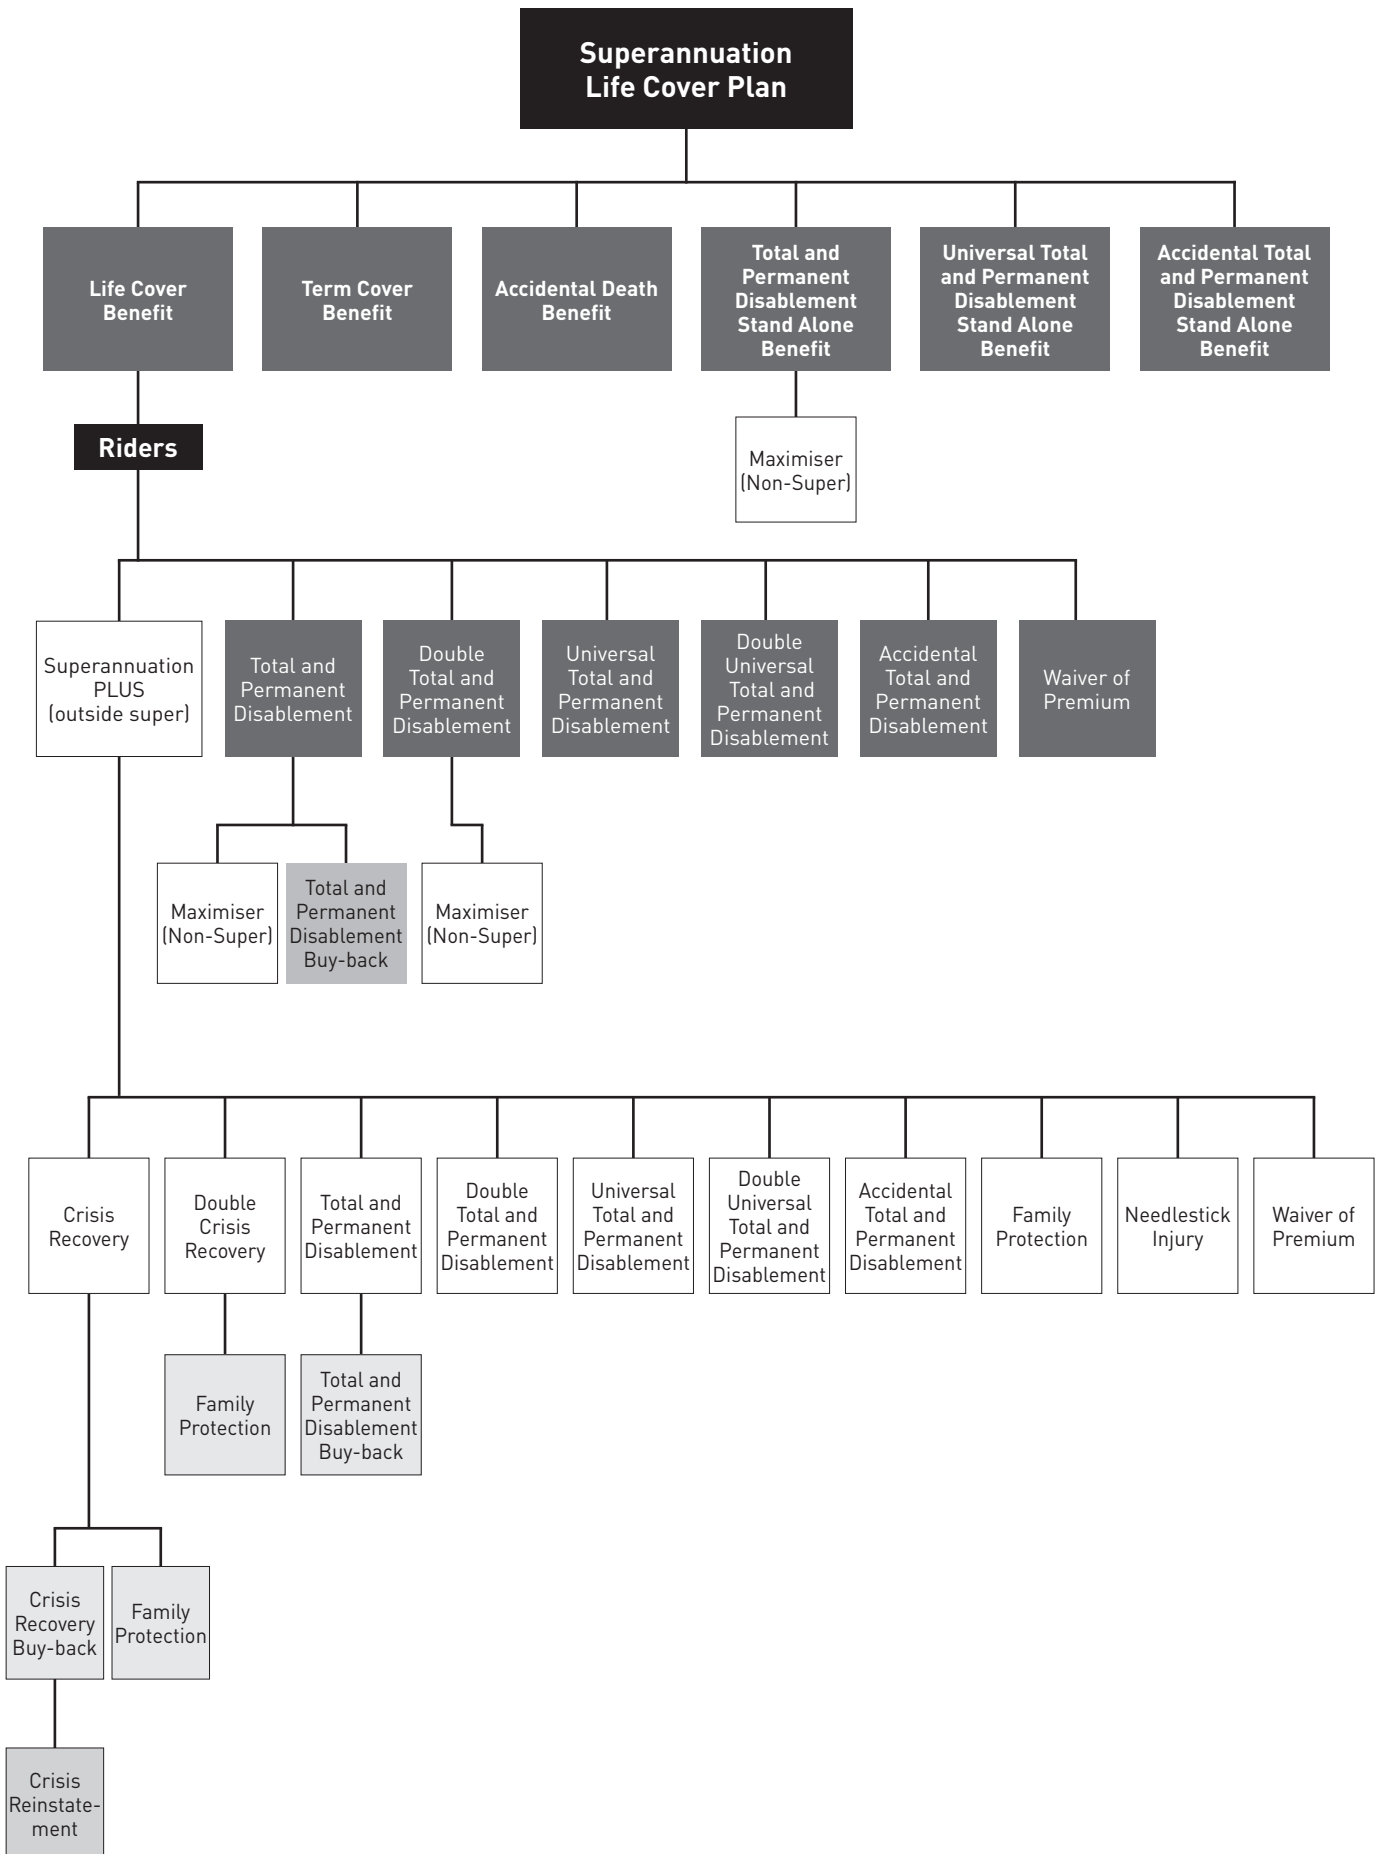 Superannuation
Life Cover Plan
Life Cover
Benefit
Term Cover
Benefit
Accidental Death
Benefit
Total and
Permanent
Disablement
Stand Alone
Benefit
Universal Total
and Permanent
Disablement
Stand Alone
Benefit
Accidental Total
and Permanent
Disablement
Stand Alone
Benefit
Riders
Maximiser
(Non-Super)
Superannuation
PLUS
(outside super)
Total and
Permanent
Disablement
Double
Total and
Permanent
Disablement
Universal
Total and
Permanent
Disablement
Double
Universal
Total and
Permanent
Disablement
Accidental
Total and
Permanent
Disablement
Waiver of
Premium
Maximiser
(Non-Super)
Total and
Permanent
Disablement
Buy-back
Maximiser
(Non-Super)
Crisis
Recovery
Double
Crisis
Recovery
Total and
Permanent
Disablement
Double
Total and
Permanent
Disablement
Universal
Total and
Permanent
Disablement
Double
Universal
Total and
Permanent
Disablement
Accidental
Total and
Permanent
Disablement
Family
Protection
Needlestick
Injury
Waiver of
Premium
Family
Protection
Total and
Permanent
Disablement
Buy-back
Crisis
Recovery
Buy-back
Family
Protection
Crisis
Reinstate-
ment